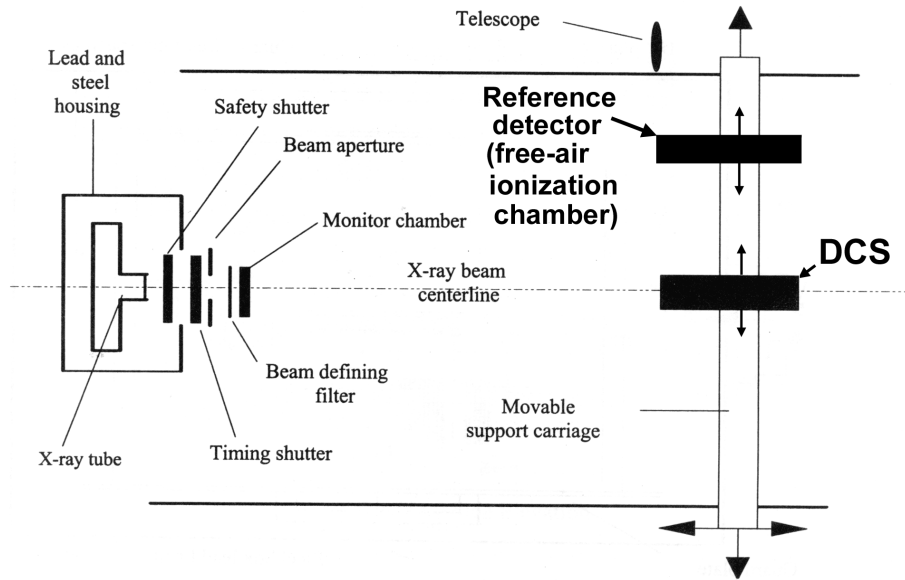 Telescope
Lead and
steel
housing
Safety shutter
Beam aperture
Monitor chamber
Reference
detector
(free-air
ionization
chamber)
DCS
X-ray beam
centerline
Beam defining
filter
Movable
support carriage
Timing shutter
X-ray tube